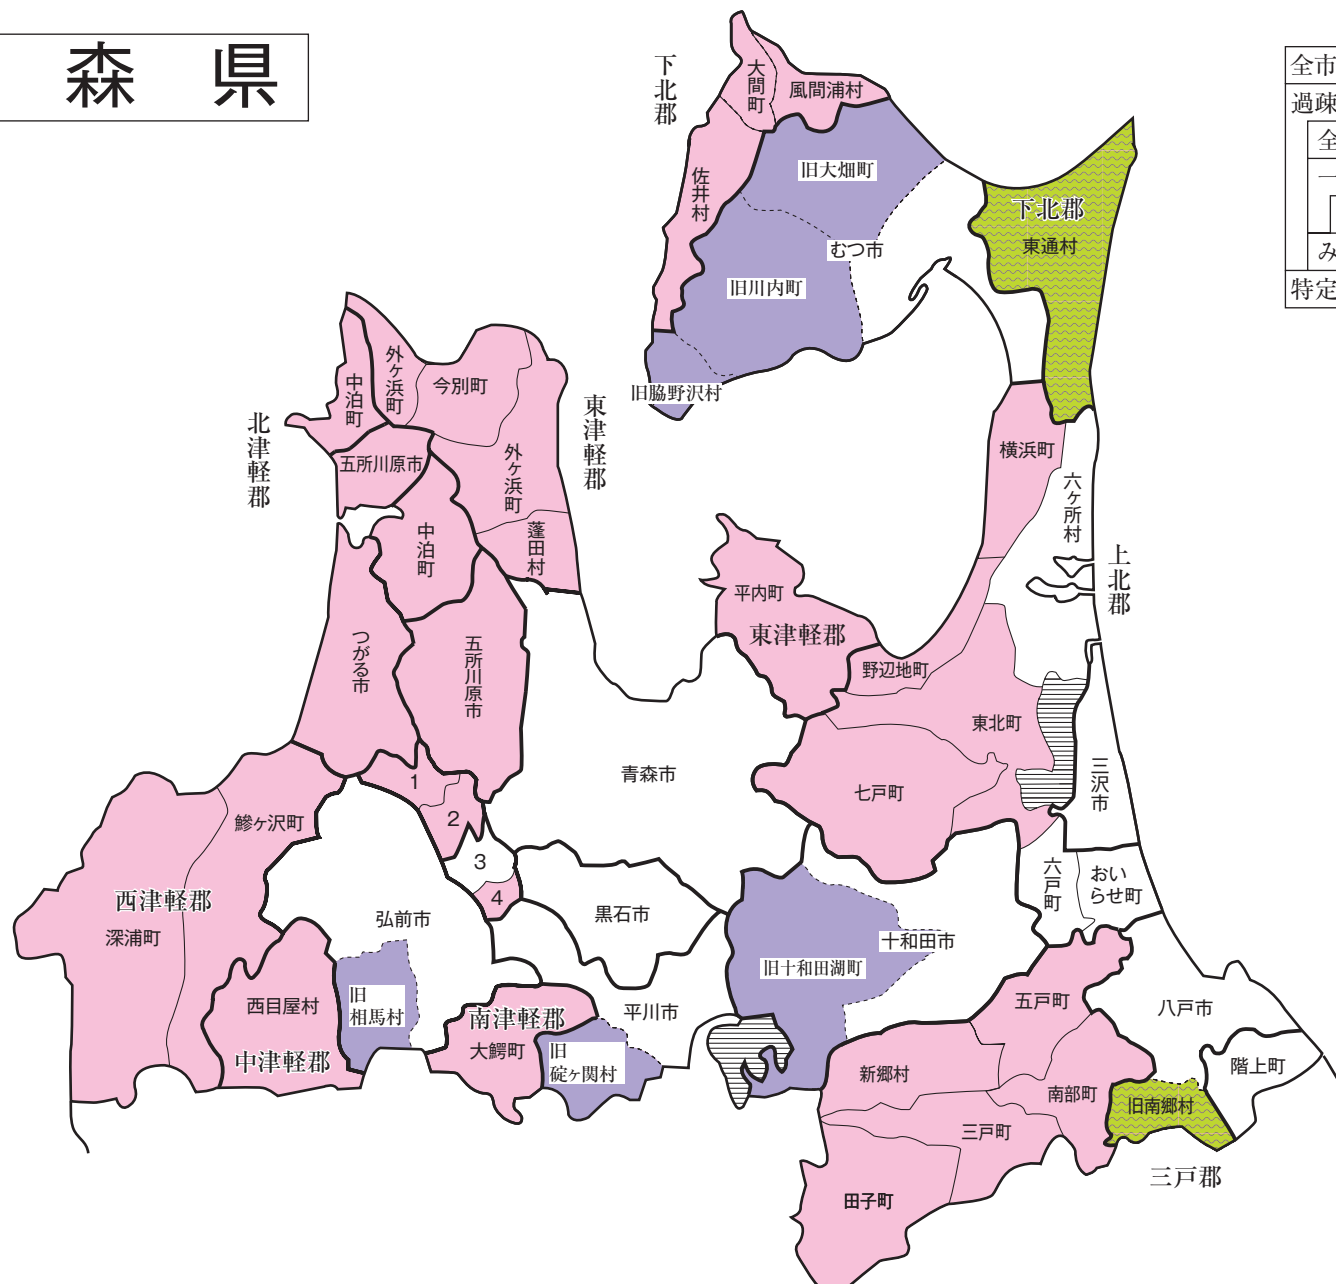 森県
全市
過疎
全
一
み
特定
下北郡
大間町
風間浦村
佐井村
旧大畑町
むつ市
旧川内町
旧脇野沢村
下北郡
東通村
北津軽郡
中泊町
外ヶ浜町
今別町
東津軽郡
五所川原市
外ヶ浜町
中泊町
蓬田村
横浜町
六ヶ所村
上北郡
平内町
東津軽郡
野辺地町
つがる市
五所川原市
東北町
青森市
七戸町
三沢市
1
2
3
4
鰺ヶ沢町
西津軽郡
深浦町
弘前市
黒石市
六戸町
おい
らせ町
十和田市
旧十和田湖町
西目屋村
中津軽郡
旧
相馬村
南津軽郡
大鰐町
旧
碇ヶ関村
平川市
五戸町
八戸市
階上町
新郷村
南部町
旧南郷村
三戸町
三戸郡
田子町